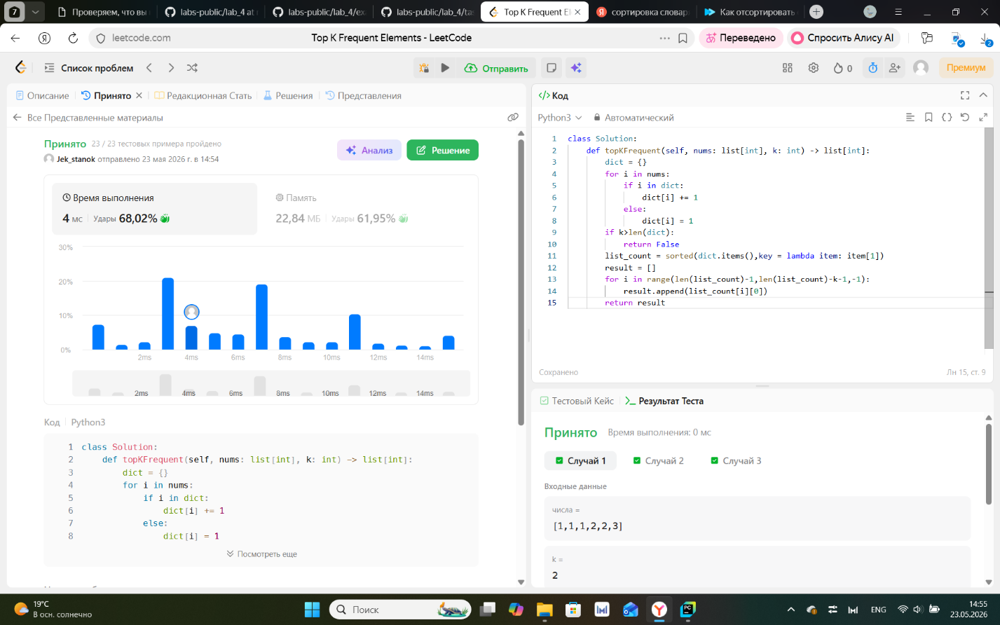 7
Проверяем, что вы
labs-public/lab_4 at
labs-public/lab_4/ex
labs-public/lab_4/ta
Top K Frequent El
сортировка словар
Как отсортировать
leetcode.com
Top K Frequent Elements - LeetCode
Переведено
Спросить Алису AI
2
Список проблем
Отправить
0
Премиум
Описание
Принято
Редакционная Стать
Решения
Представления
Все Представленные материалы
Принято 23 / 23 тестовых примера пройдено
Jek_stanok отправлено 23 мая 2026 г. в 14:54
Анализ
Решение
Время выполнения
4 мс Удары 68,02%
Память
22,84 МБ Удары 61,95%
30%
20%
10%
0%
2ms 4ms 6ms 8ms 10ms 12ms 14ms
2ms 4ms 6ms 8ms 10ms 12ms 14ms
Код Python3
1 class Solution:
2 def topKFrequent(self, nums: list[int], k: int) -> list[int]:
3 dict = {}
4 for i in nums:
5 if i in dict:
6 dict[i] += 1
7 else:
8 dict[i] = 1
Посмотреть еще
</> Код
Python3 Автоматический
1 class Solution:
2 def topKFrequent(self, nums: list[int], k: int) -> list[int]:
3 dict = {}
4 for i in nums:
5 if i in dict:
6 dict[i] += 1
7 else:
8 dict[i] = 1
9 if k>len(dict):
10 return False
11 list_count = sorted(dict.items(),key = lambda item: item[1])
12 result = []
13 for i in range(len(list_count)-1,len(list_count)-k-1,-1):
14 result.append(list_count[i][0])
15 return result
Сохранено
Лн 15, ст. 9
Тестовый Кейс
Результат Теста
Принято Время выполнения: 0 мс
Случай 1
Случай 2
Случай 3
Входные данные
числа =
[1,1,1,2,2,3]
k =
2
19°C
В осн. солнечно
Поиск
ENG
14:55
23.05.2026